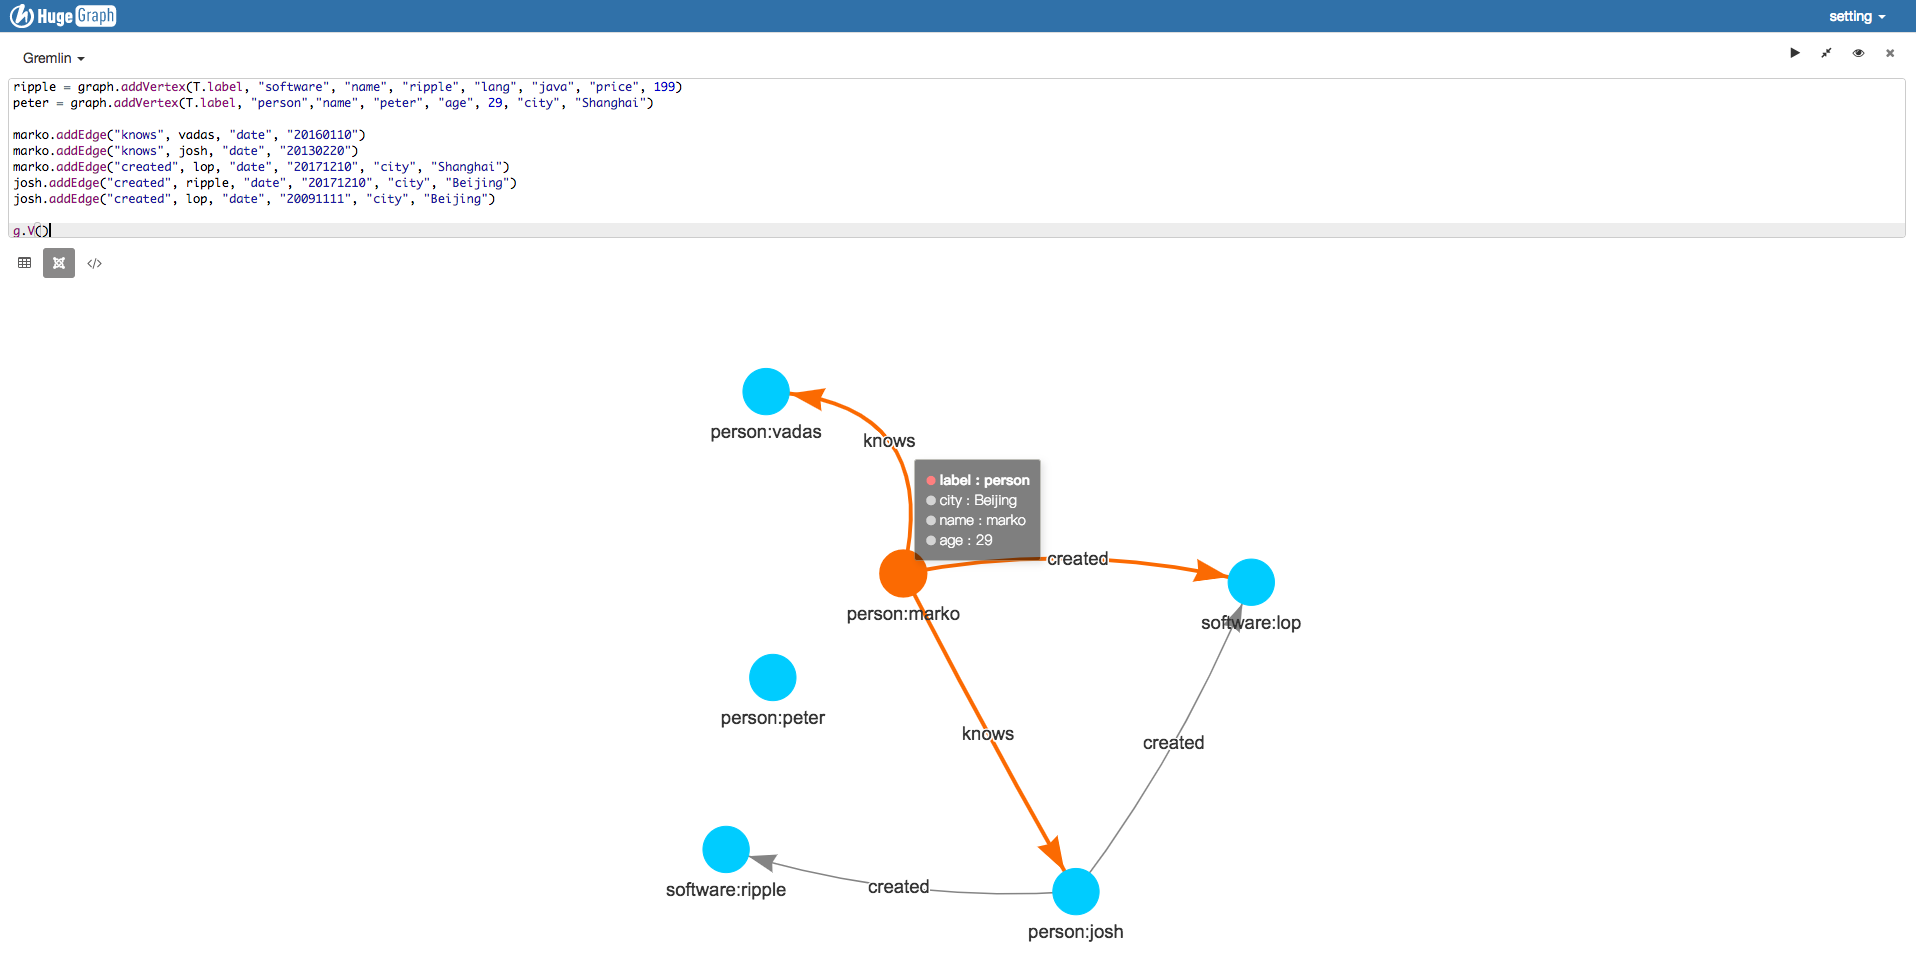 Huge Graph
setting
Gremlin
ripple = graph.addVertex(T.label, "software", "name", "ripple", "lang", "java", "price", 199)
peter = graph.addVertex(T.label, "person","name", "peter", "age", 29, "city", "Shanghai")
marko.addEdge("knows", vadas, "date", "20160110")
marko.addEdge("knows", josh, "date", "20130220")
marko.addEdge("created", lop, "date", "20171210", "city", "Shanghai")
josh.addEdge("created", ripple, "date", "20171210", "city", "Beijing")
josh.addEdge("created", lop, "date", "20091111", "city", "Beijing")
g.V()
</>
person:vadas
knows
label : person
city : Beijing
name : marko
age : 29
created
person:marko
software:lop
person:peter
knows
created
software:ripple
created
person:josh